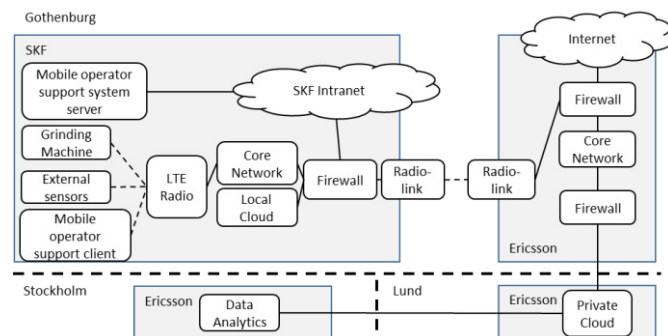 Gothenburg
SKF
Mobile operator
support system
server
SKF Intranet
Internet
Firewall
Grinding
Machine
External
sensors
Mobile operator
support client
LTE
Radio
Core
Network
Local
Cloud
Firewall
Radio-
link
Radio-
link
Core
Network
Firewall
Ericsson
Stockholm
Ericsson
Data
Analytics
Lund
Ericsson
Private
Cloud